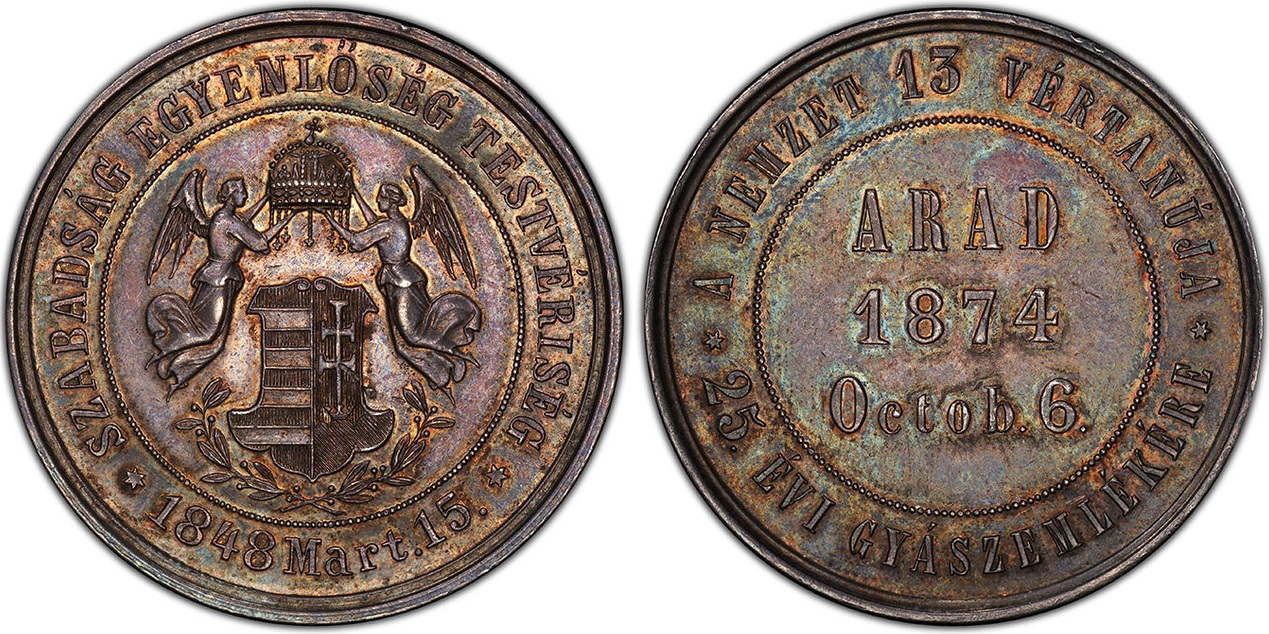 SZABADSÁG EGYENLŐSÉG TESTVÉRISÉG
1848 Mart. 15.
A NEMZET 13 VÉRTANÚJA
25. ÉVI GYÁSZEMLÉKÉRE
ARAD
1874
Octob. 6.